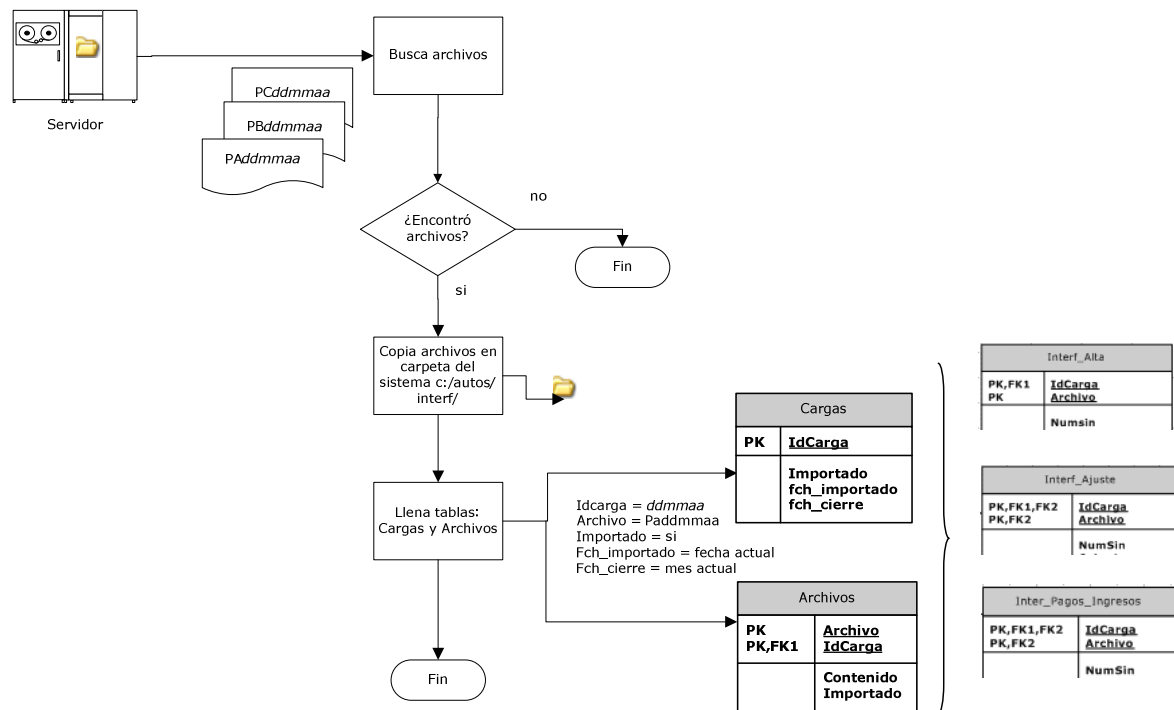 Busca archivos
Servidor
PCddmmaa
PBddmmaa
PAddmmaa
¿Encontró
archivos?
no
Fin
si
Copia archivos en
carpeta del
sistema c:/autos/
interf/
Llena tablas:
Cargas y Archivos
Fin
Idcarga = ddmmaa
Archivo = Paddmmaa
Importado = si
Fch_importado = fecha actual
Fch_cierre = mes actual
Cargas
PK IdCarga
Importado
fch_importado
fch_cierre
Archivos
PK Archivo
PK,FK1 IdCarga
Contenido
Importado
Interf_Alta
PK,FK1 IdCarga
PK Archivo
Numsin
Interf_Ajuste
PK,FK1,FK2 IdCarga
PK,FK2 Archivo
NumSin
Inter_Pagos_Ingresos
PK,FK1,FK2 IdCarga
PK,FK2 Archivo
NumSin